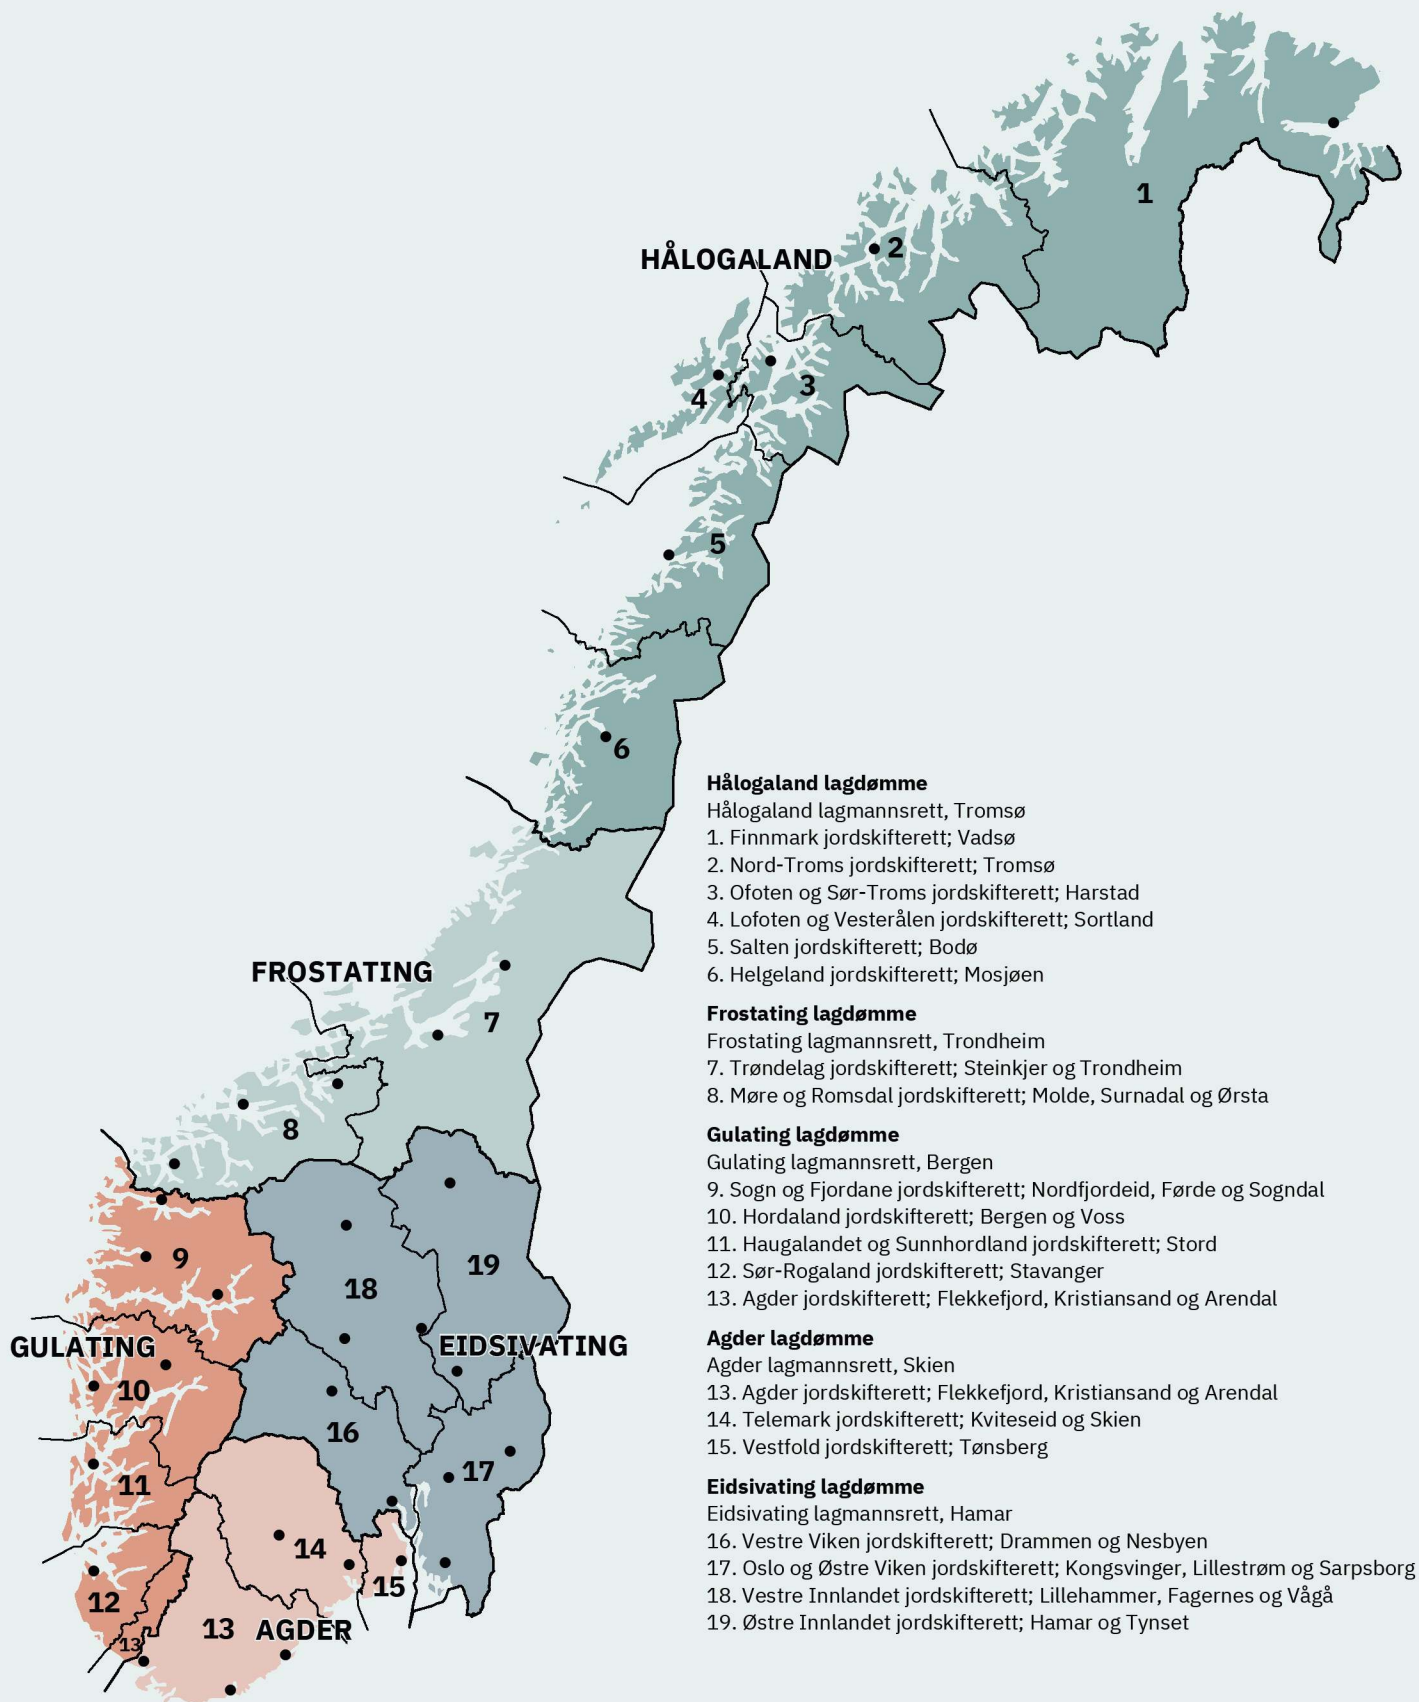 HÅLOGALAND
1
2
3
4
5
6
FROSTATING
7
8
9
18
19
GULATING
EIDSIVATING
10
16
11
17
14
15
12
13
13
AGDER
Hålogaland lagdømme
Hålogaland lagmannsrett, Tromsø
1. Finnmark jordskifterett; Vadsø
2. Nord-Troms jordskifterett; Tromsø
3. Ofoten og Sør-Troms jordskifterett; Harstad
4. Lofoten og Vesterålen jordskifterett; Sortland
5. Salten jordskifterett; Bodø
6. Helgeland jordskifterett; Mosjøen
Frostating lagdømme
Frostating lagmannsrett, Trondheim
7. Trøndelag jordskifterett; Steinkjer og Trondheim
8. Møre og Romsdal jordskifterett; Molde, Surnadal og Ørsta
Gulating lagdømme
Gulating lagmannsrett, Bergen
9. Sogn og Fjordane jordskifterett; Nordfjordeid, Førde og Sogndal
10. Hordaland jordskifterett; Bergen og Voss
11. Haugalandet og Sunnhordland jordskifterett; Stord
12. Sør-Rogaland jordskifterett; Stavanger
13. Agder jordskifterett; Flekkefjord, Kristiansand og Arendal
Agder lagdømme
Agder lagmannsrett, Skien
13. Agder jordskifterett; Flekkefjord, Kristiansand og Arendal
14. Telemark jordskifterett; Kviteseid og Skien
15. Vestfold jordskifterett; Tønsberg
Eidsivating lagdømme
Eidsivating lagmannsrett, Hamar
16. Vestre Viken jordskifterett; Drammen og Nesbyen
17. Oslo og Østre Viken jordskifterett; Kongsvinger, Lillestrøm og Sarpsborg
18. Vestre Innlandet jordskifterett; Lillehammer, Fagernes og Vågå
19. Østre Innlandet jordskifterett; Hamar og Tynset